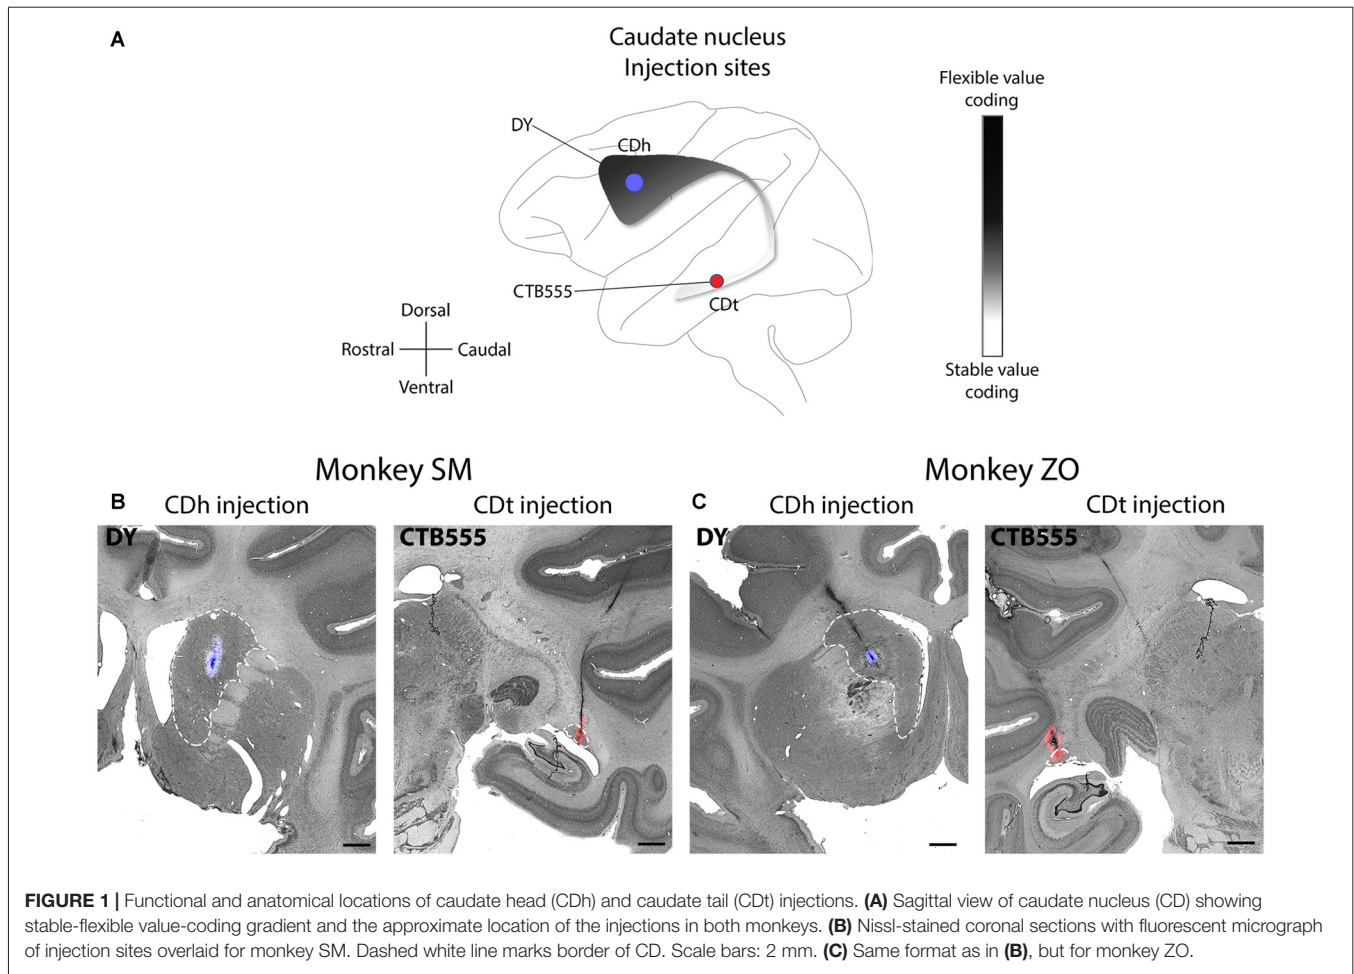 A
Caudate nucleus
Injection sites
Flexible value
coding
DY
CDh
CTB555
CDt
Dorsal
Rostral
Caudal
Ventral
Stable value
coding
Monkey SM
Monkey ZO
B
CDh injection
CDt injection
C
CDh injection
CDt injection
DY
CTB555
DY
CTB555
FIGURE 1 | Functional and anatomical locations of caudate head (CDh) and caudate tail (CDt) injections. (A) Sagittal view of caudate nucleus (CD) showing
stable-flexible value-coding gradient and the approximate location of the injections in both monkeys. (B) Nissl-stained coronal sections with fluorescent micrograph
of injection sites overlaid for monkey SM. Dashed white line marks border of CD. Scale bars: 2 mm. (C) Same format as in (B), but for monkey ZO.